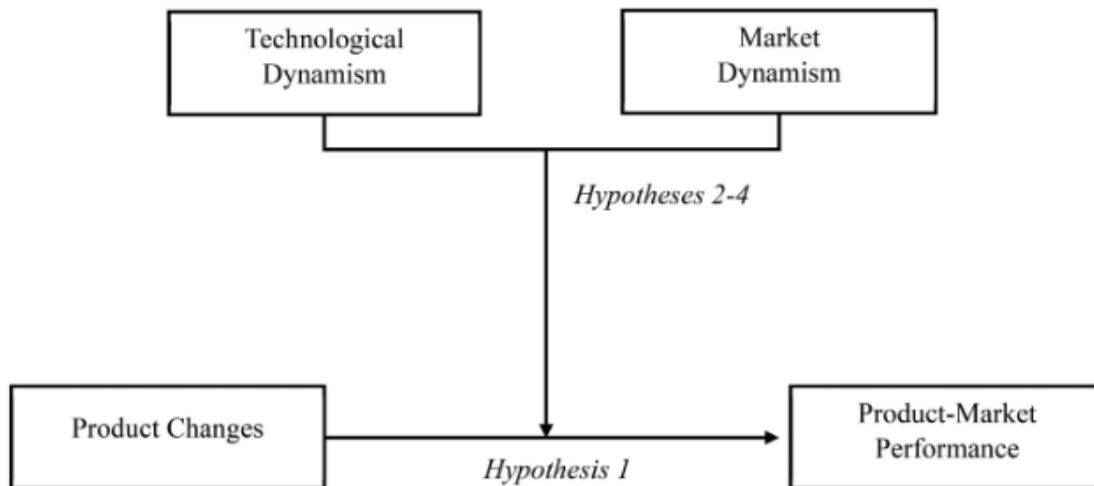 Technological
Dynamism
Market
Dynamism
Hypotheses 2-4
Product Changes
Product-Market
Performance
Hypothesis 1